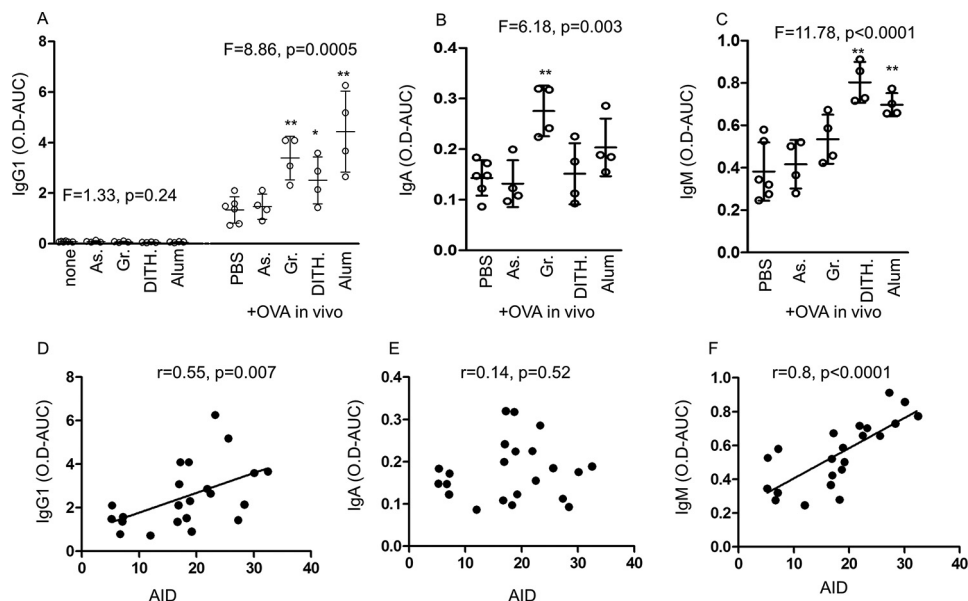 A
F=8.86, p=0.0005
F=1.33, p=0.24
IgG1 (O.D-AUC)
8
6
4
2
0
none
As.
Gr.
DITH.
Alum
PBS
As.
Gr.
DITH.
Alum
**
*
**
+OVA in vivo
B
F=6.18, p=0.003
IgA (O.D-AUC)
0.4
0.3
0.2
0.1
0.0
**
PBS
As.
Gr.
DITH.
Alum
+OVA in vivo
C
F=11.78, p<0.0001
IgM (O.D-AUC)
1.0
0.8
0.6
0.4
0.2
0.0
**
**
PBS
As.
Gr.
DITH.
Alum
+OVA in vivo
D
r=0.55, p=0.007
IgG1 (O.D-AUC)
8
6
4
2
0
0
10
20
30
40
AID
E
r=0.14, p=0.52
IgA (O.D-AUC)
0.4
0.3
0.2
0.1
0.0
0
10
20
30
40
AID
F
r=0.8, p<0.0001
IgM (O.D-AUC)
1.0
0.8
0.6
0.4
0.2
0.0
0
10
20
30
40
AID